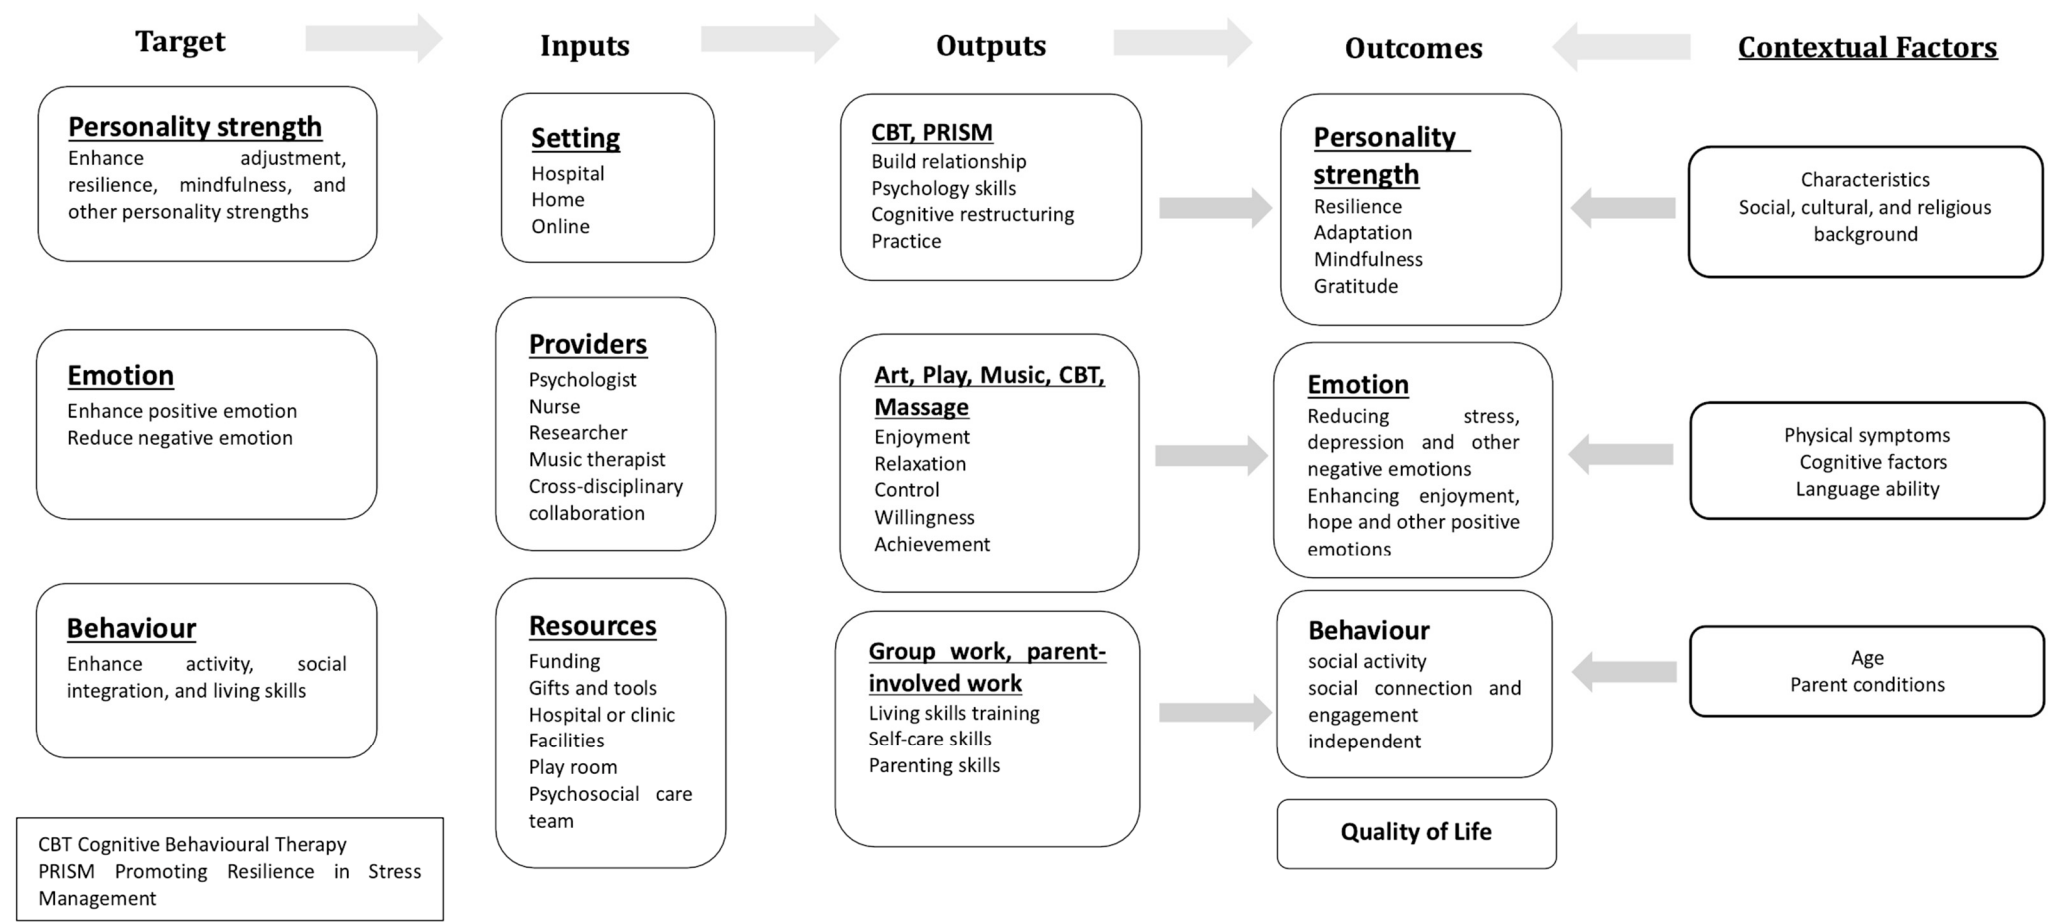 Target
Inputs
Outputs
Outcomes
Contextual Factors
Personality strength
Enhance adjustment,
resilience, mindfulness, and
other personality strengths
Emotion
Enhance positive emotion
Reduce negative emotion
Behaviour
Enhance activity, social
integration, and living skills
CBT Cognitive Behavioural Therapy
PRISM Promoting Resilience in Stress
Management
Setting
Hospital
Home
Online
Providers
Psychologist
Nurse
Researcher
Music therapist
Cross-disciplinary
collaboration
Resources
Funding
Gifts and tools
Hospital or clinic
Facilities
Play room
Psychosocial care
team
CBT, PRISM
Build relationship
Psychology skills
Cognitive restructuring
Practice
Art, Play, Music, CBT,
Massage
Enjoyment
Relaxation
Control
Willingness
Achievement
Group work, parent-
involved work
Living skills training
Self-care skills
Parenting skills
Personality
strength
Resilience
Adaptation
Mindfulness
Gratitude
Emotion
Reducing stress,
depression and other
negative emotions
Enhancing enjoyment,
hope and other positive
emotions
Behaviour
social activity
social connection and
engagement
independent
Quality of Life
Characteristics
Social, cultural, and religious
background
Physical symptoms
Cognitive factors
Language ability
Age
Parent conditions